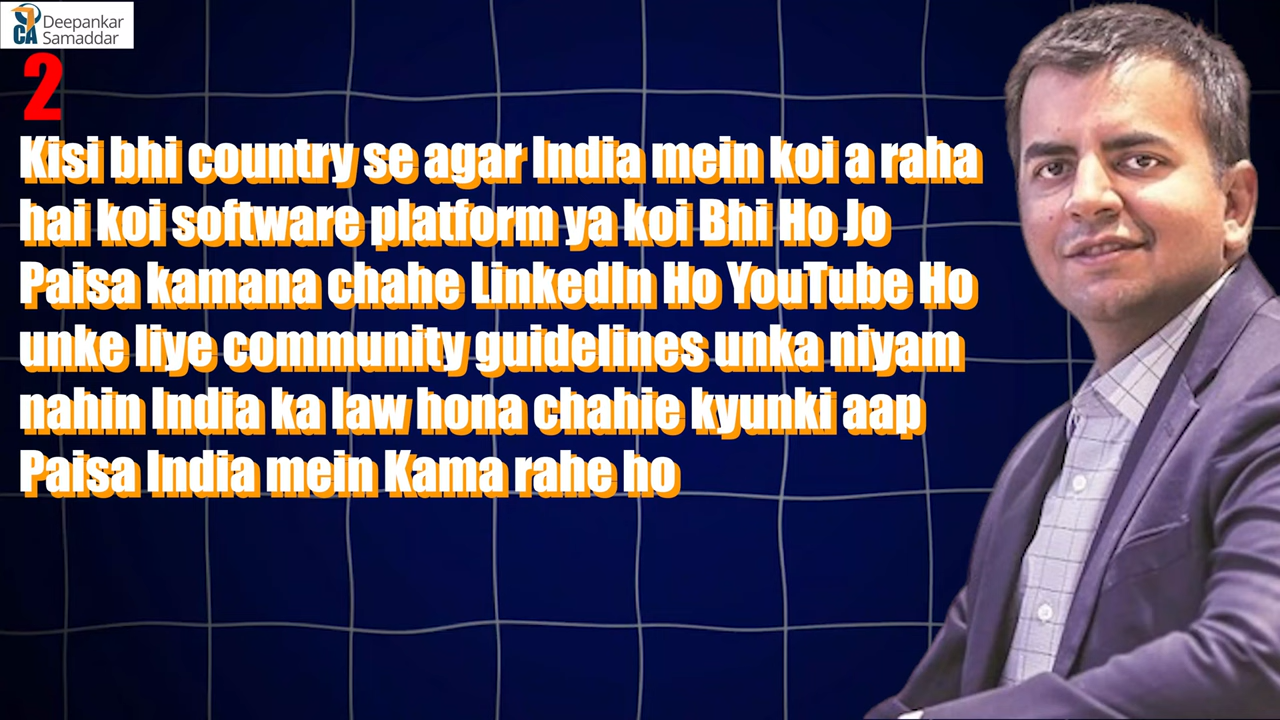 CA Deepankar
Samaddar
2
Kisi bhi country se agar India mein koi a raha
hai koi software platform ya koi Bhi Ho Jo
Paisa kamana chahe LinkedIn Ho YouTube Ho
unke liye community guidelines unka niyam
nahin India ka law hona chahie kyunki aap
Paisa India mein Kama rahe ho